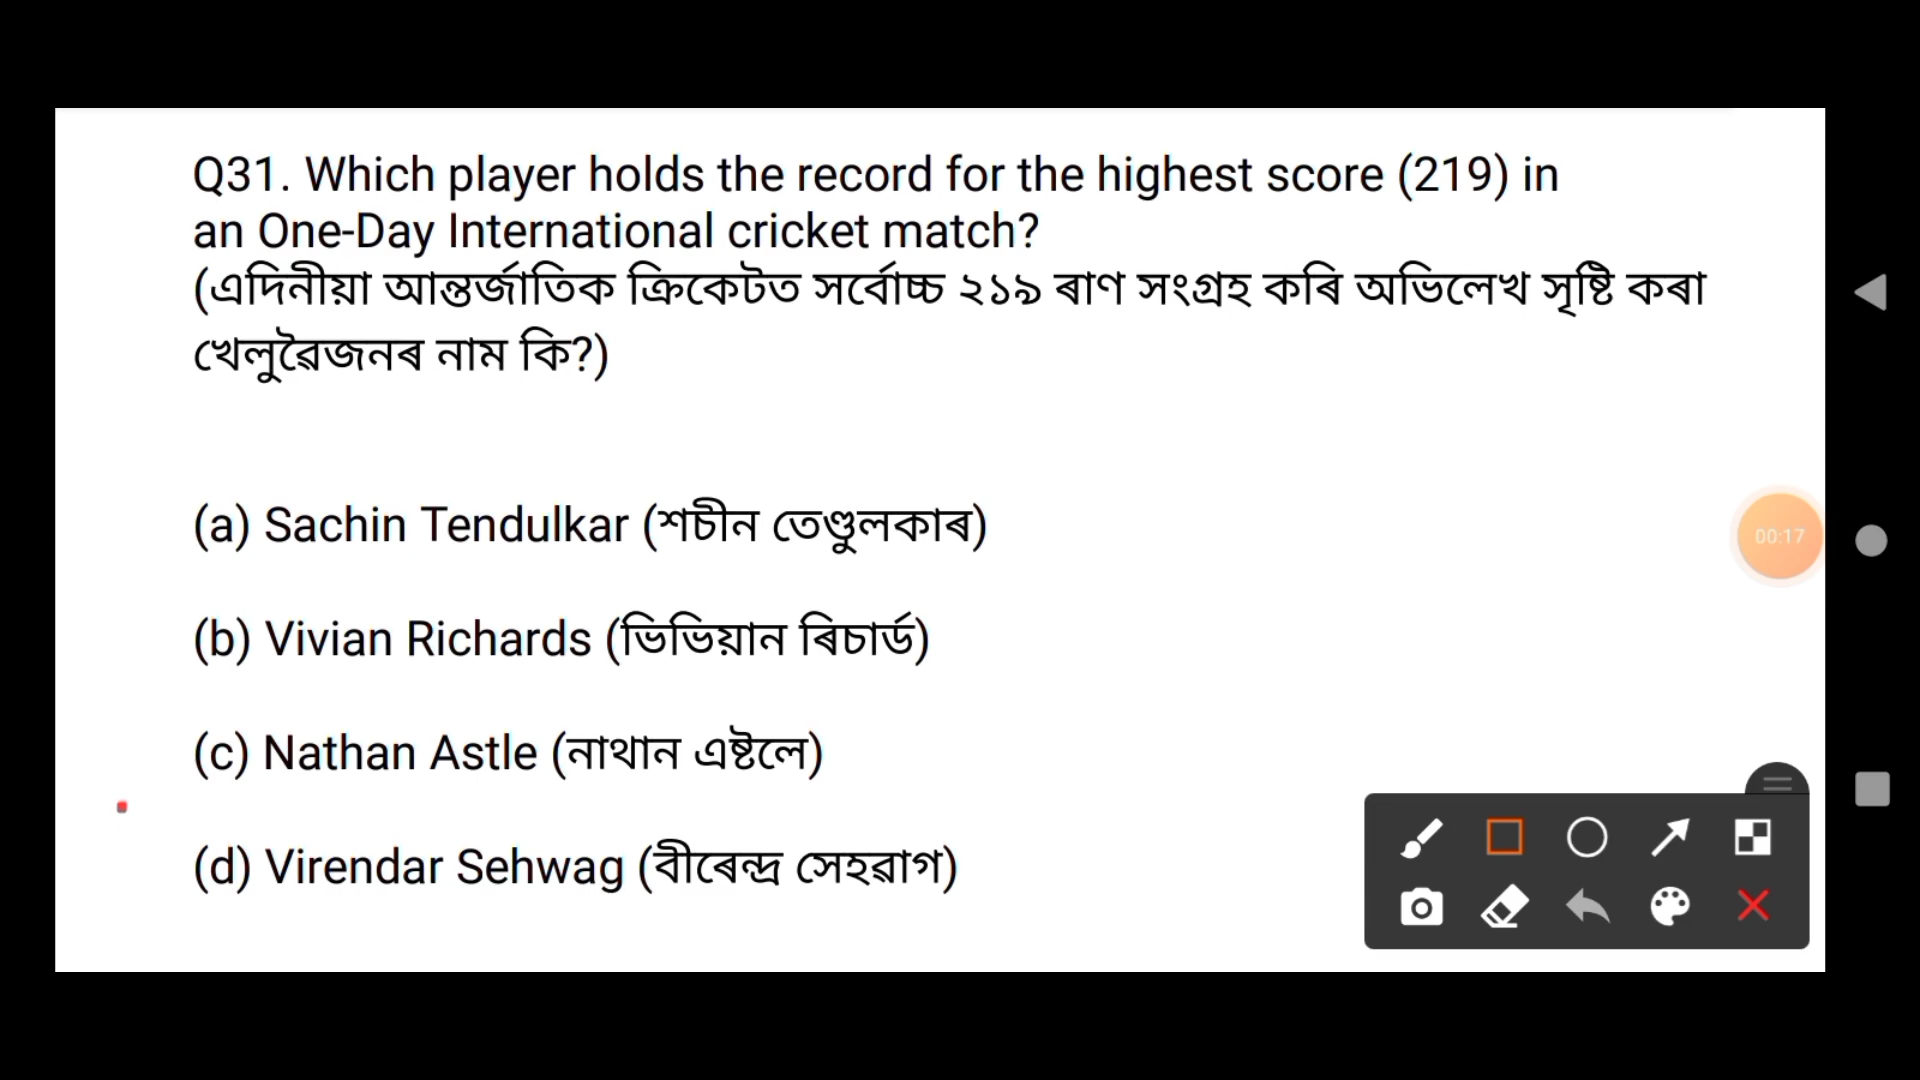 Q31. Which player holds the record for the highest score (219) in
an One-Day International cricket match?
(এদিনীয়া আন্তৰ্জাতিক ক্ৰিকেটত সৰ্বোচ্চ ২১৯ ৰাণ সংগ্ৰহ কৰি অভিলেখ সৃষ্টি কৰা
খেলুৱৈজনৰ নাম কি?)
(a) Sachin Tendulkar (শচীন তেণ্ডুলকাৰ)
00:17
(b) Vivian Richards (ভিভিয়ান ৰিচাৰ্ড)
(c) Nathan Astle (নাথান এষ্টলে)
(d) Virendar Sehwag (বীৰেন্দ্ৰ সেহৱাগ)